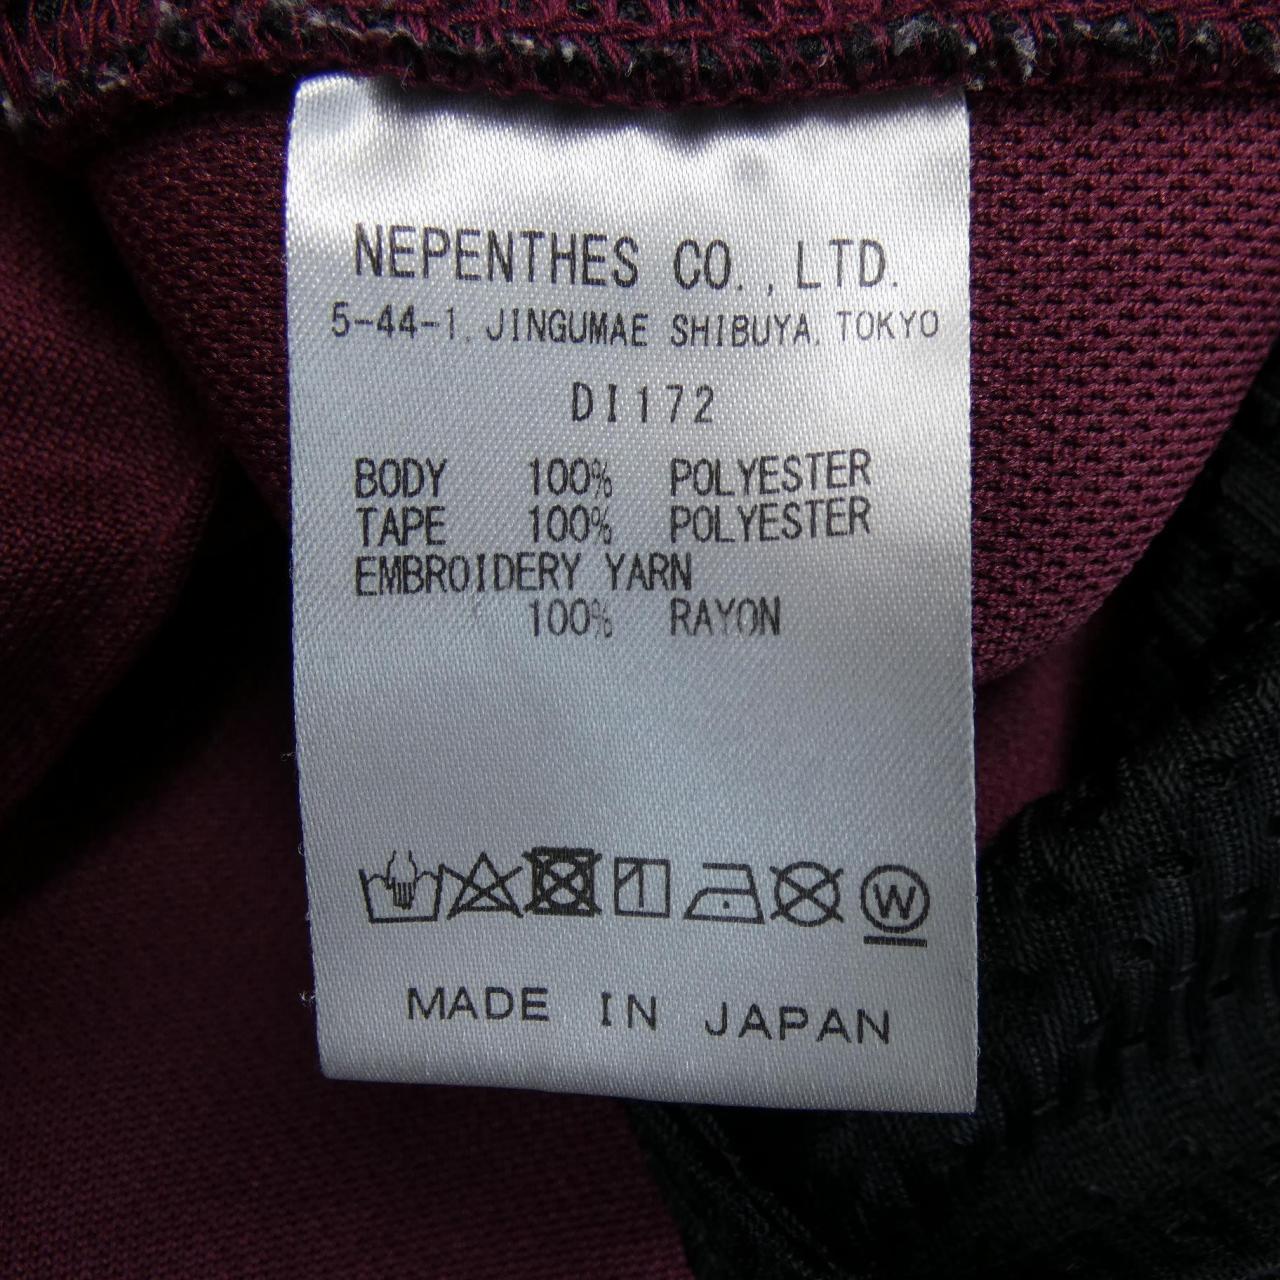 NEPENTHES CO., LTD.
5-44-1, JINGUMAE SHIBUYA, TOKYO
DI172
BODY 100% POLYESTER
TAPE 100% POLYESTER
EMBROIDERY YARN
100% RAYON
W
MADE IN JAPAN